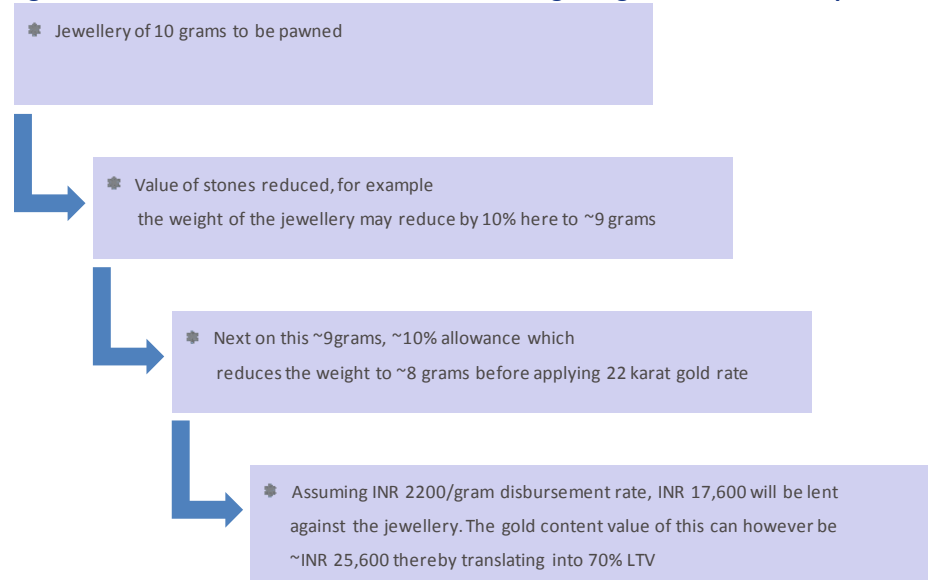 Jewellery of 10 grams to be pawned
Value of stones reduced, for example
the weight of the jewellery may reduce by 10% here to ~9 grams
Next on this ~9grams, ~10% allowance which
reduces the weight to ~8 grams before applying 22 karat gold rate
Assuming INR 2200/gram disbursement rate, INR 17,600 will be lent
against the jewellery. The gold content value of this can however be
~INR 25,600 thereby translating into 70% LTV